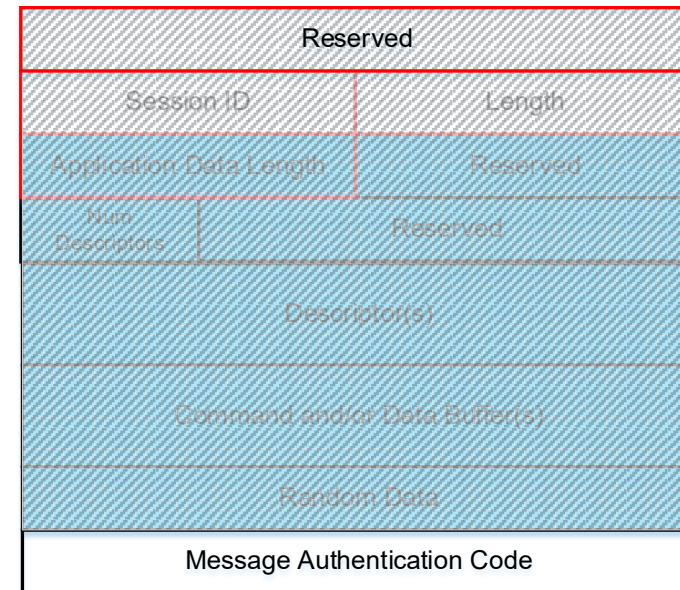 Reserved
Session ID Length
Application Data Length Reserved
Num
Descriptors Reserved
Descriptor(s)
Command and/or Data Buffer(s)
Random Data
Message Authentication Code